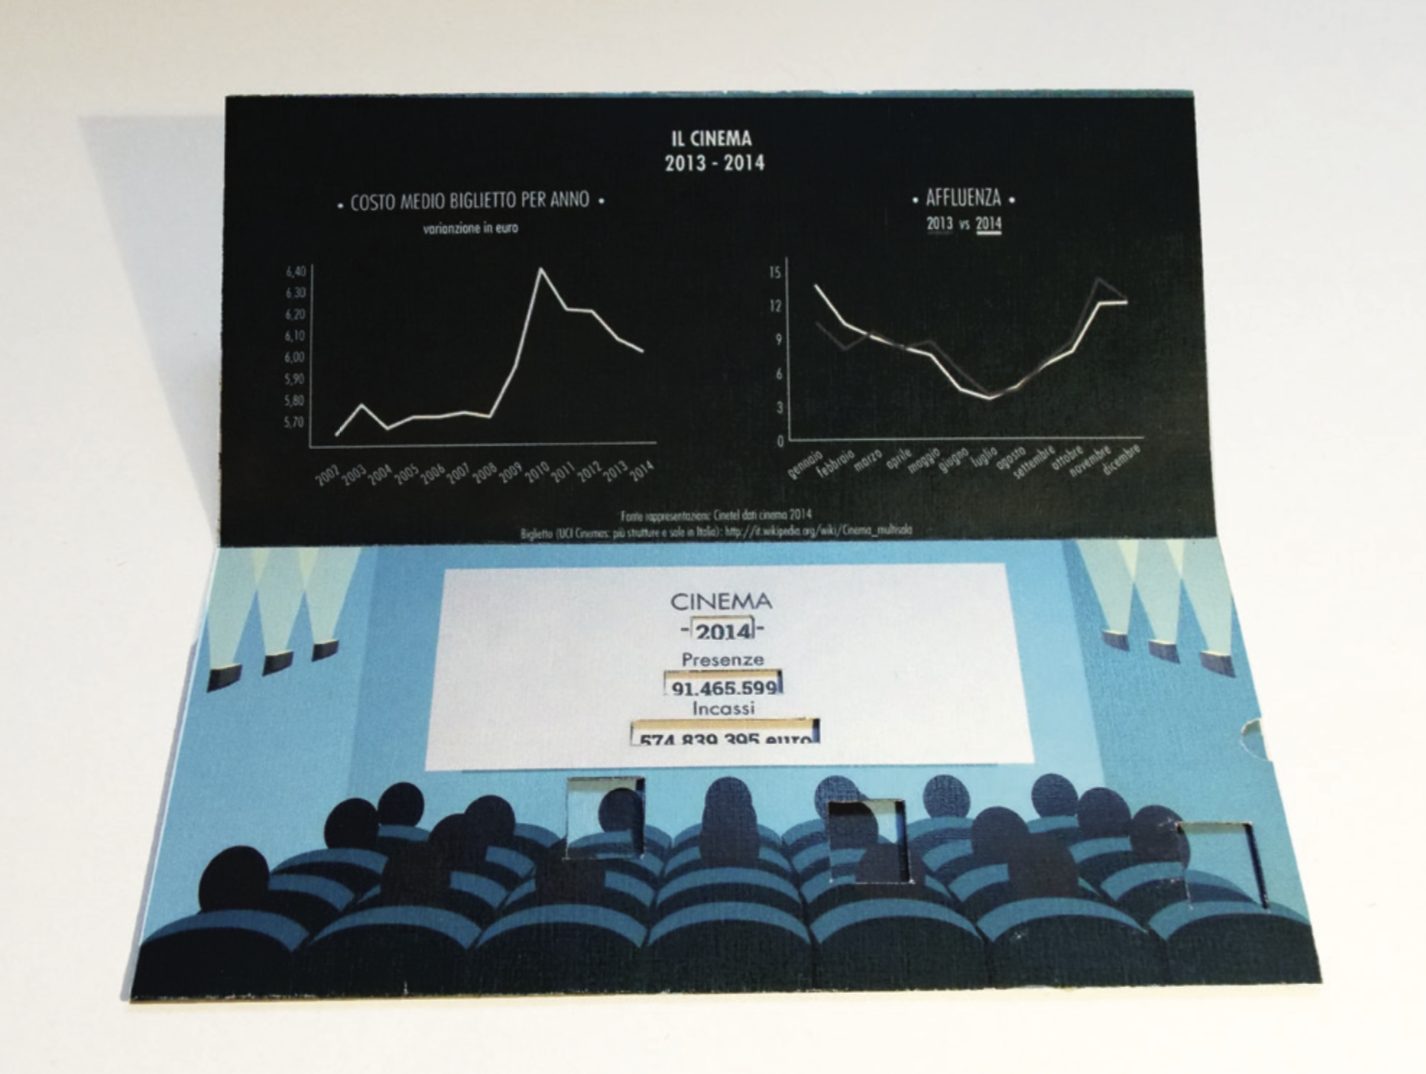 IL CINEMA
2013 - 2014
• COSTO MEDIO BIGLIETTO PER ANNO •
varianzione in euro
6,40
6,30
6,20
6,10
6,00
5,90
5,80
5,70
2002 2003 2004 2005 2006 2007 2008 2009 2010 2011 2012 2013 2014
• AFFLUENZA •
2013 vs 2014
15
12
9
6
3
0
gennaio febbraio marzo aprile maggio giugno luglio agosto settembre ottobre novembre dicembre
Fonte rappresentazioni: Cinetel dati cinema 2014
Biglietto (UCI Cinemas: più strutture e sale in Italia): http://it.wikipedia.org/wiki/Cinema_multisala
CINEMA
-2014-
Presenze
91.465.599
Incassi
574.839.395 euro